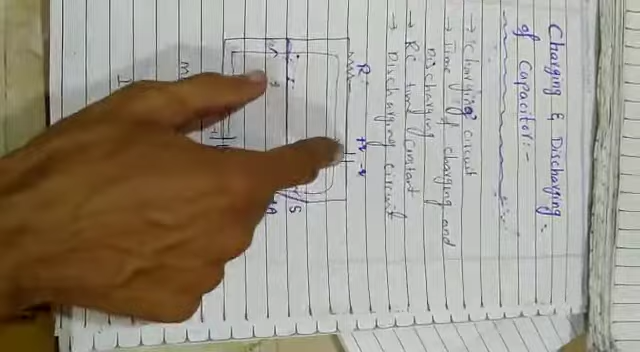 Charging & Discharging
of Capacitor:-
→ Charging circuit
→ Time of charging and
Discharging
→ RC time Constant
→ Discharging circuit
R
+v -v
S
A